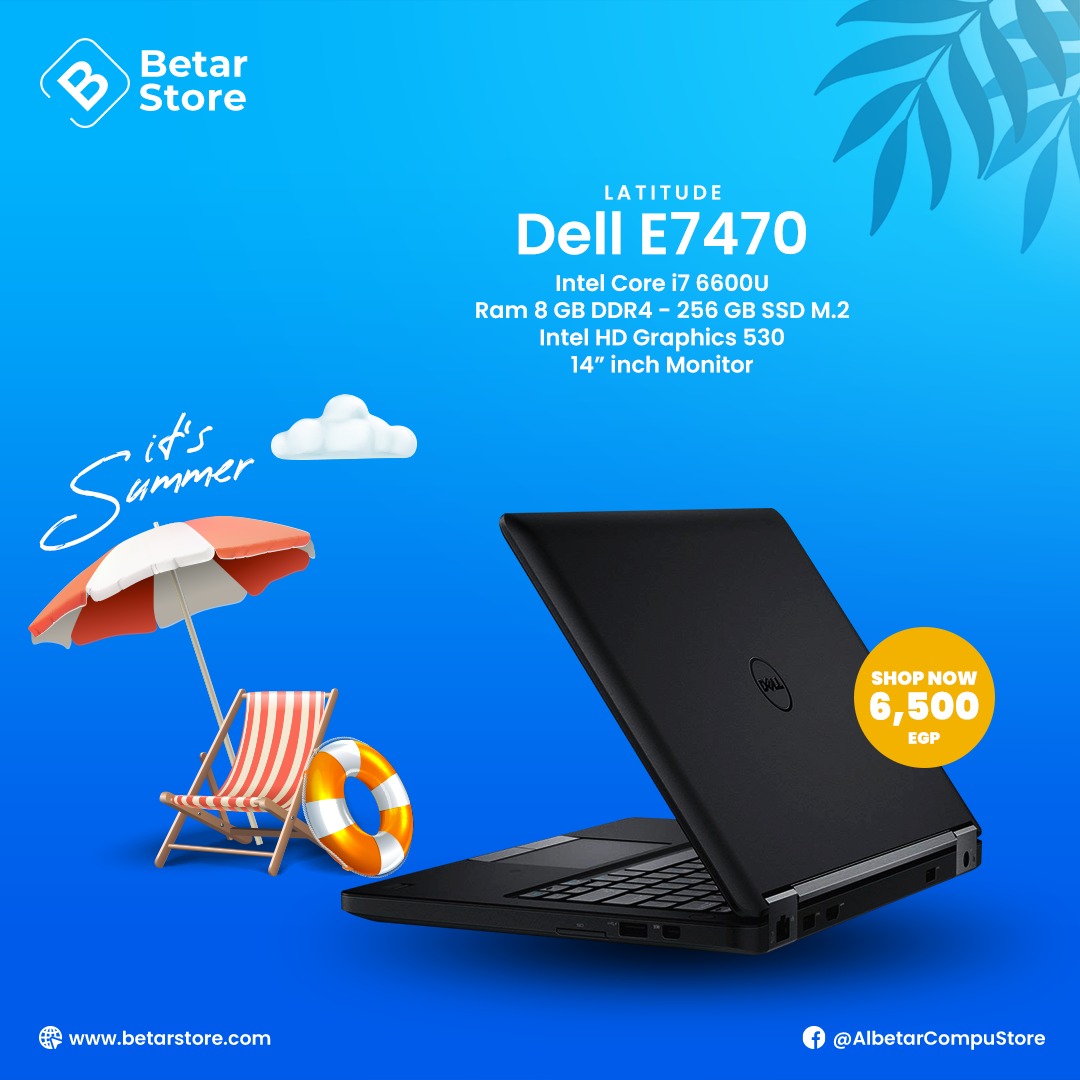 B
Betar
Store
LATITUDE
Dell E7470
Intel Core i7 6600U
Ram 8 GB DDR4 - 256 GB SSD M.2
Intel HD Graphics 530
14” inch Monitor
it's
Summer
DELL
SHOP NOW
6,500
EGP
www.betarstore.com
@AlbetarCompuStore